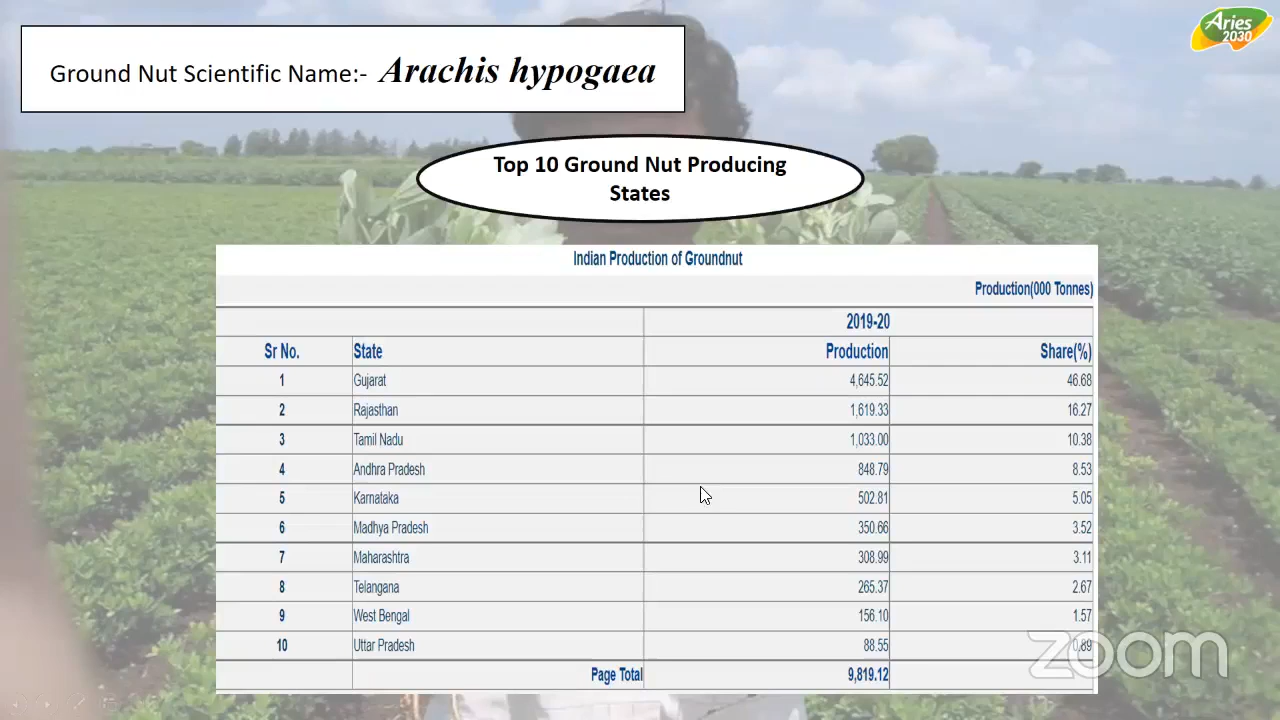 Aries
2030
Ground Nut Scientific Name:- Arachis hypogaea
Top 10 Ground Nut Producing
States
Indian Production of Groundnut
Production(000 Tonnes)
2019-20
Sr No. State Production Share(%)
1 Gujarat 4,645.52 46.68
2 Rajasthan 1,619.33 16.27
3 Tamil Nadu 1,033.00 10.38
4 Andhra Pradesh 848.79 8.53
5 Karnataka 502.81 5.05
6 Madhya Pradesh 350.66 3.52
7 Maharashtra 308.99 3.11
8 Telangana 265.37 2.67
9 West Bengal 156.10 1.57
10 Uttar Pradesh 88.55 0.89
zoom
Page Total 9,819.12